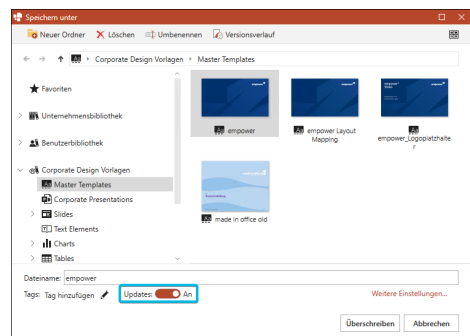 Speichern unter
Neuer Ordner Löschen Umbenennen Versionsverlauf
Corporate Design Vorlagen Master Templates
Favoriten
Unternehmensbibliothek
Benutzerbibliothek
Corporate Design Vorlagen
Master Templates
Corporate Presentations
Slides
Text Elements
Charts
Tables
empower
empower Layout
Mapping
empower_Logoplatzhalte
r
made in office old
Dateiname: empower
Tags: Tag hinzufügen Updates: An
Weitere Einstellungen...
Überschreiben Abbrechen